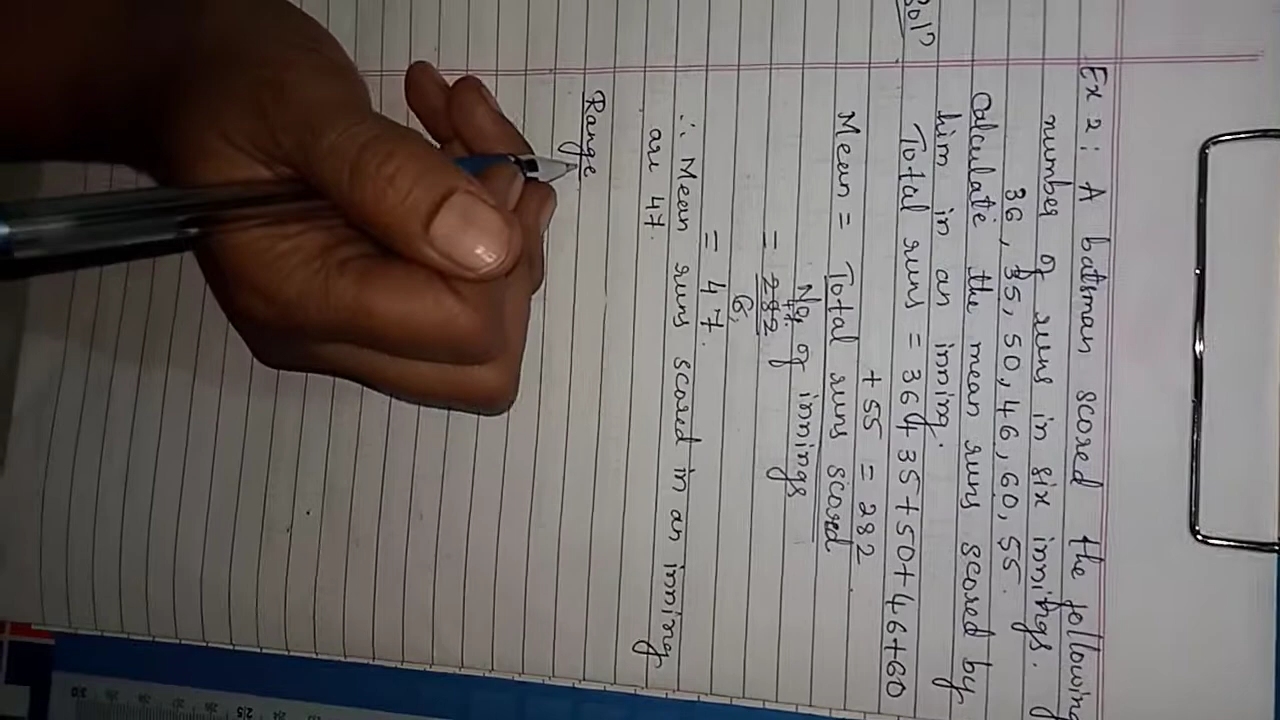 Ex 2: A batsman scored the following
number of runs in six innings.
36, 35, 50, 46, 60, 55.
Calculate the mean runs scored by
him in an inning.
Solⁿ
Total runs = 36+35+50+46+60
+55 = 282
Mean = Total runs scored
No. of innings
= 282
6
= 47.
∴ Mean runs scored in an inning
are 47.
Range